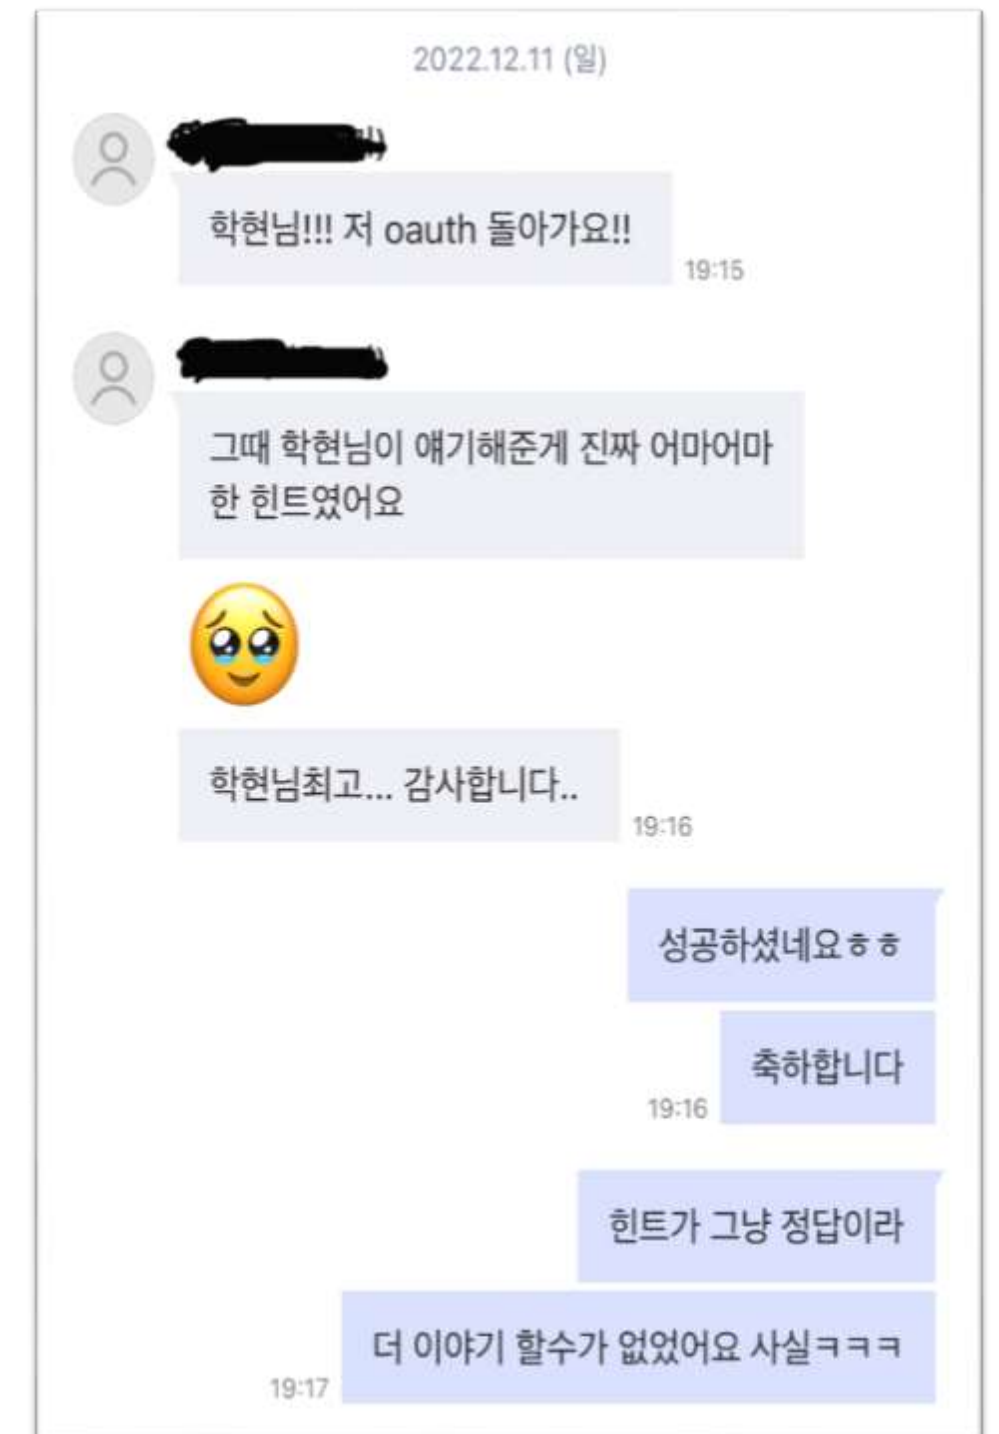 2022.12.11 (일)
학현님!!! 저 oauth 돌아가요!!
19:15
그때 학현님이 얘기해준게 진짜 어마어마
한 힌트였어요
학현님최고... 감사합니다..
19:16
성공하셨네요ㅎㅎ
축하합니다
19:16
힌트가 그냥 정답이라
더 이야기 할수가 없었어요 사실ㅋㅋㅋ
19:17